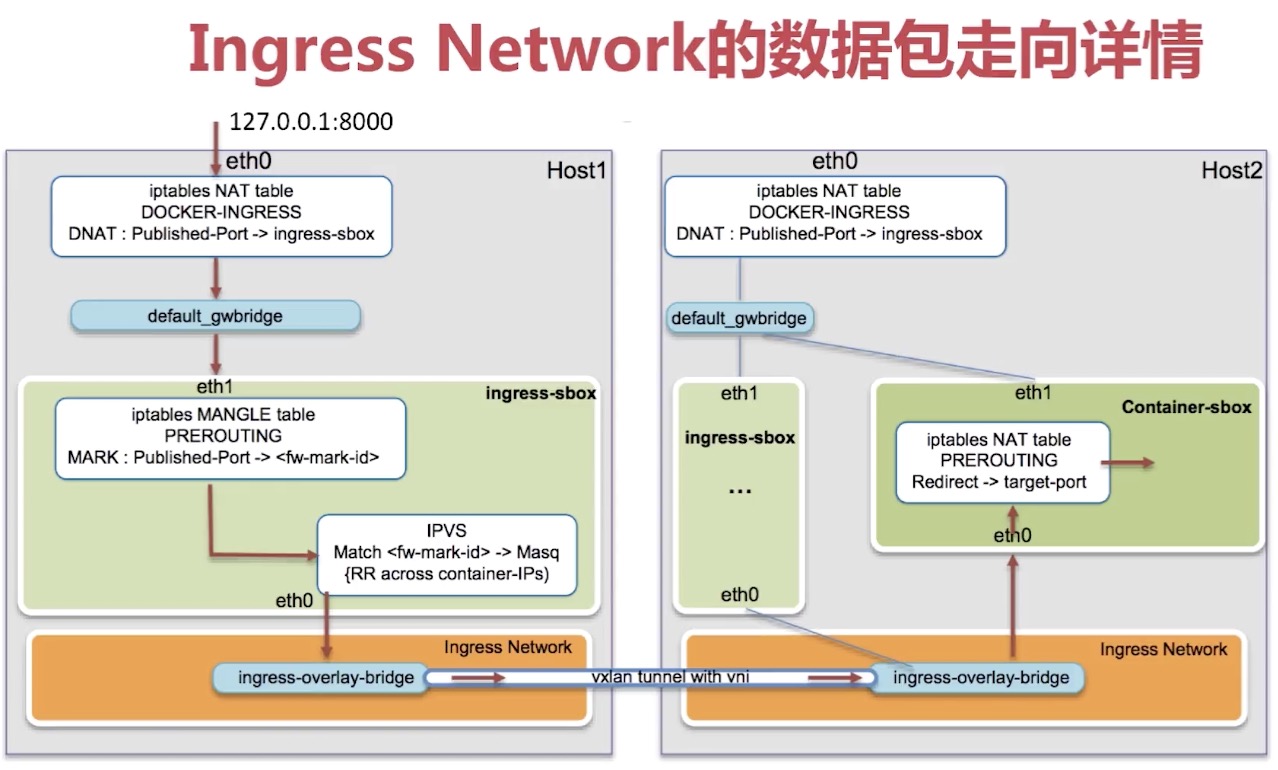 Ingress Network的数据包走向详情
127.0.0.1:8000
eth0
Host1
iptables NAT table
DOCKER-INGRESS
DNAT : Published-Port -> ingress-sbox
default_gwbridge
eth1
ingress-sbox
iptables MANGLE table
PREROUTING
MARK : Published-Port -> <fw-mark-id>
IPVS
Match <fw-mark-id> -> Masq
{RR across container-IPs)
eth0
Ingress Network
ingress-overlay-bridge
vxlan tunnel with vni
eth0
Host2
iptables NAT table
DOCKER-INGRESS
DNAT : Published-Port -> ingress-sbox
default_gwbridge
eth1
ingress-sbox
...
eth0
eth1
Container-sbox
iptables NAT table
PREROUTING
Redirect -> target-port
eth0
Ingress Network
ingress-overlay-bridge